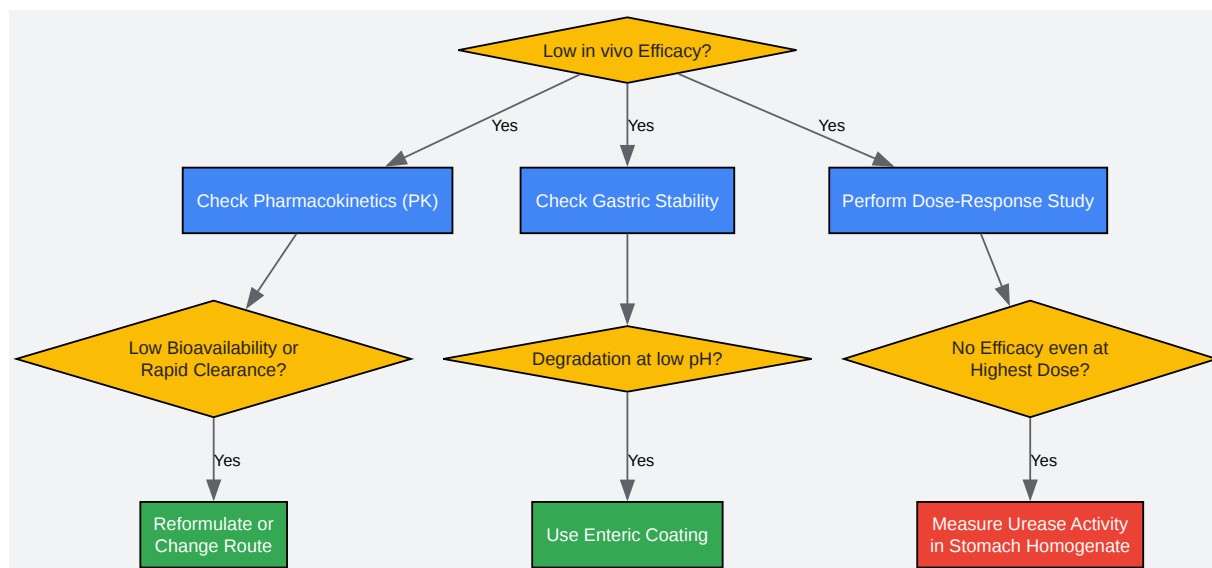 Low in vivo Efficacy?
Yes
Yes
Yes
Check Pharmacokinetics (PK)
Check Gastric Stability
Perform Dose-Response Study
Low Bioavailability or
Rapid Clearance?
Degradation at low pH?
No Efficacy even at
Highest Dose?
Yes
Yes
Yes
Reformulate or
Change Route
Use Enteric Coating
Measure Urease Activity
in Stomach Homogenate